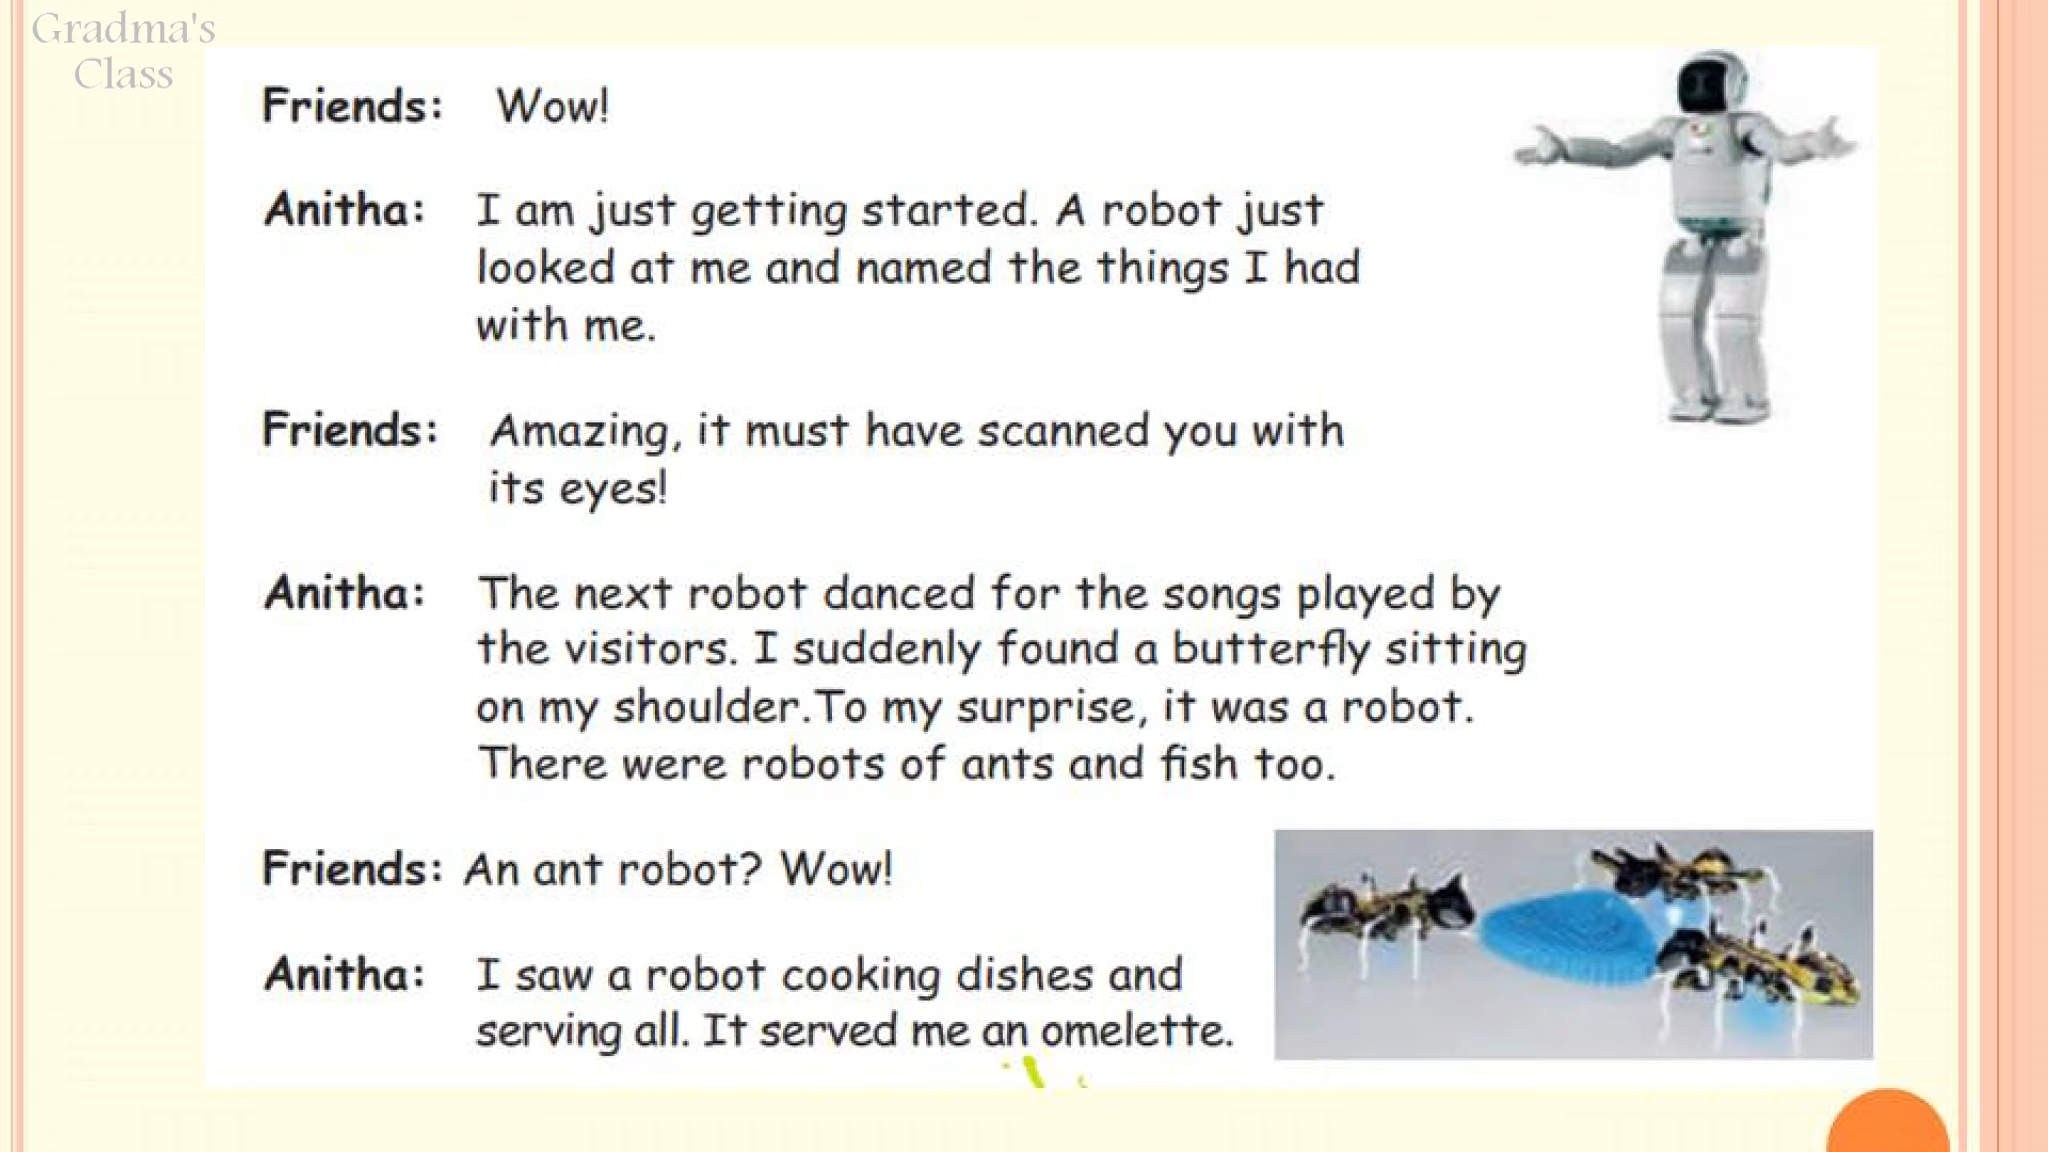 Gradma's
Class
Friends: Wow!
Anitha: I am just getting started. A robot just
looked at me and named the things I had
with me.
Friends: Amazing, it must have scanned you with
its eyes!
Anitha: The next robot danced for the songs played by
the visitors. I suddenly found a butterfly sitting
on my shoulder.To my surprise, it was a robot.
There were robots of ants and fish too.
Friends: An ant robot? Wow!
Anitha: I saw a robot cooking dishes and
serving all. It served me an omelette.